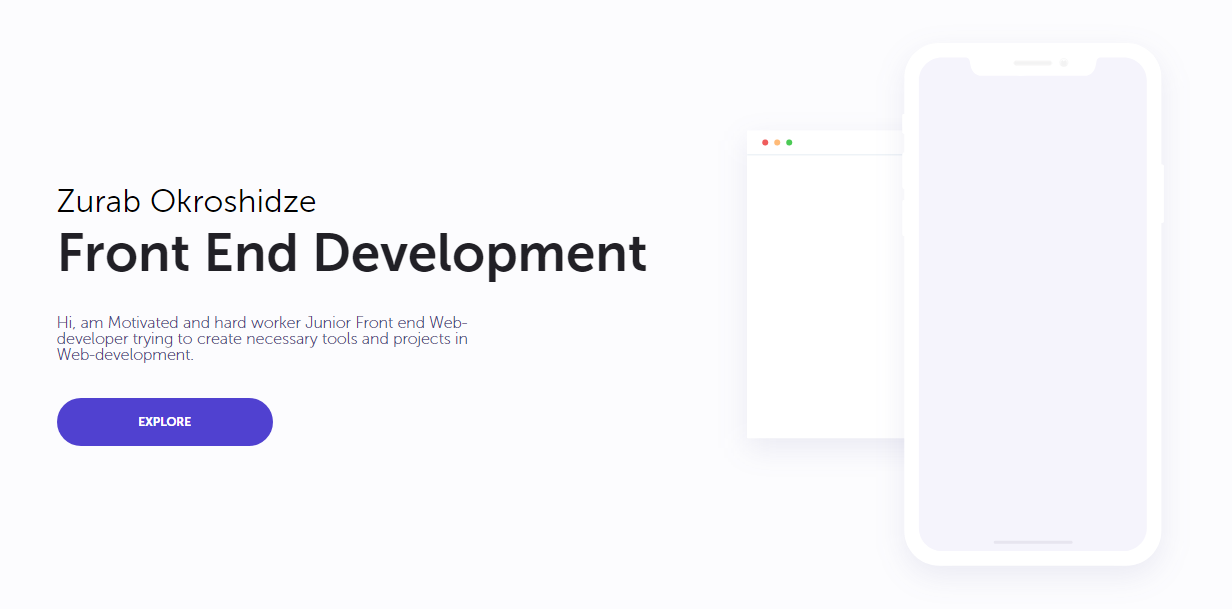 Zurab Okroshidze
Front End Development
Hi, am Motivated and hard worker Junior Front end Web-
developer trying to create necessary tools and projects in
Web-development.
EXPLORE